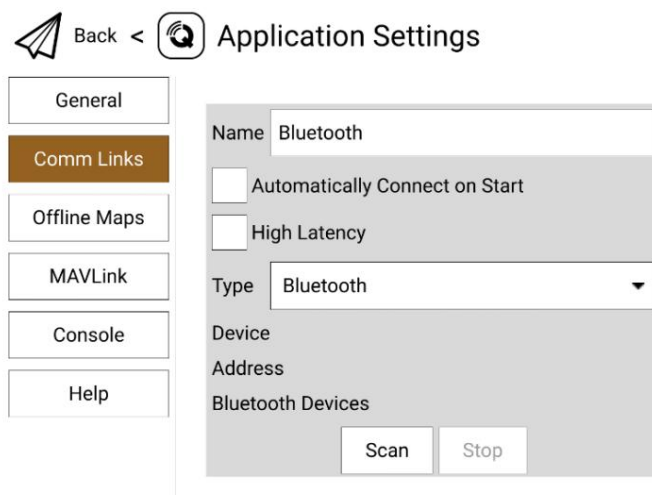 Back < Application Settings
General
Comm Links
Offline Maps
MAVLink
Console
Help
Name Bluetooth
Automatically Connect on Start
High Latency
Type Bluetooth
Device
Address
Bluetooth Devices
Scan Stop